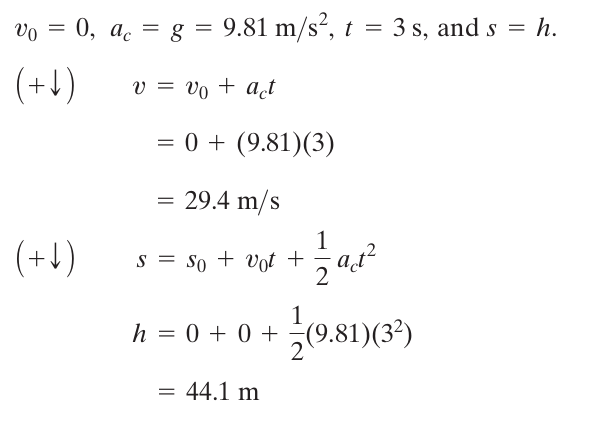 v₀ = 0, a_c = g = 9.81 m/s², t = 3 s, and s = h.
(+↓) v = v₀ + a_c t
= 0 + (9.81)(3)
= 29.4 m/s
(+↓) s = s₀ + v₀t + 1/2 a_c t²
h = 0 + 0 + 1/2(9.81)(3²)
= 44.1 m